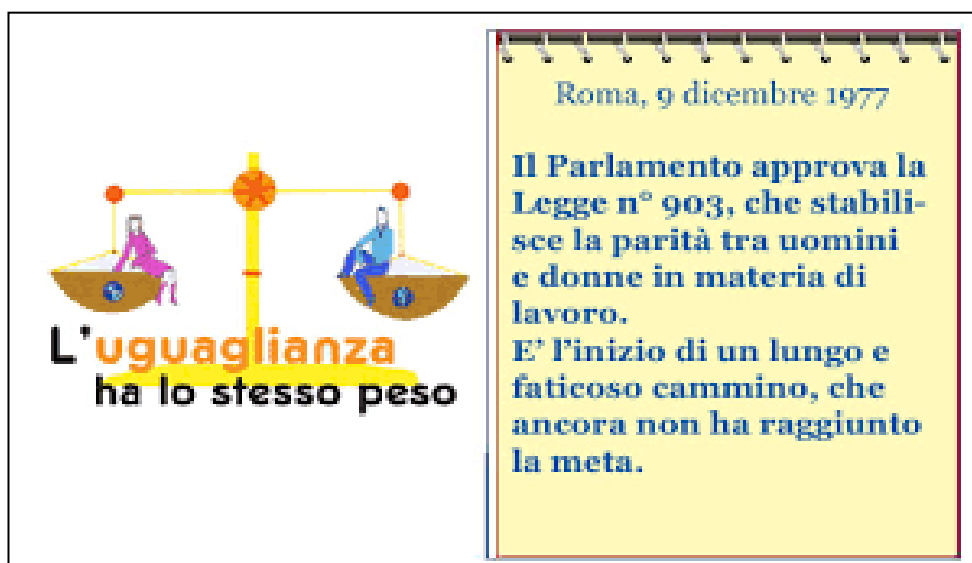 L'uguaglianza
ha lo stesso peso
Roma, 9 dicembre 1977
Il Parlamento approva la
Legge n° 903, che stabili-
sce la parità tra uomini
e donne in materia di
lavoro.
E' l'inizio di un lungo e
faticoso cammino, che
ancora non ha raggiunto
la meta.